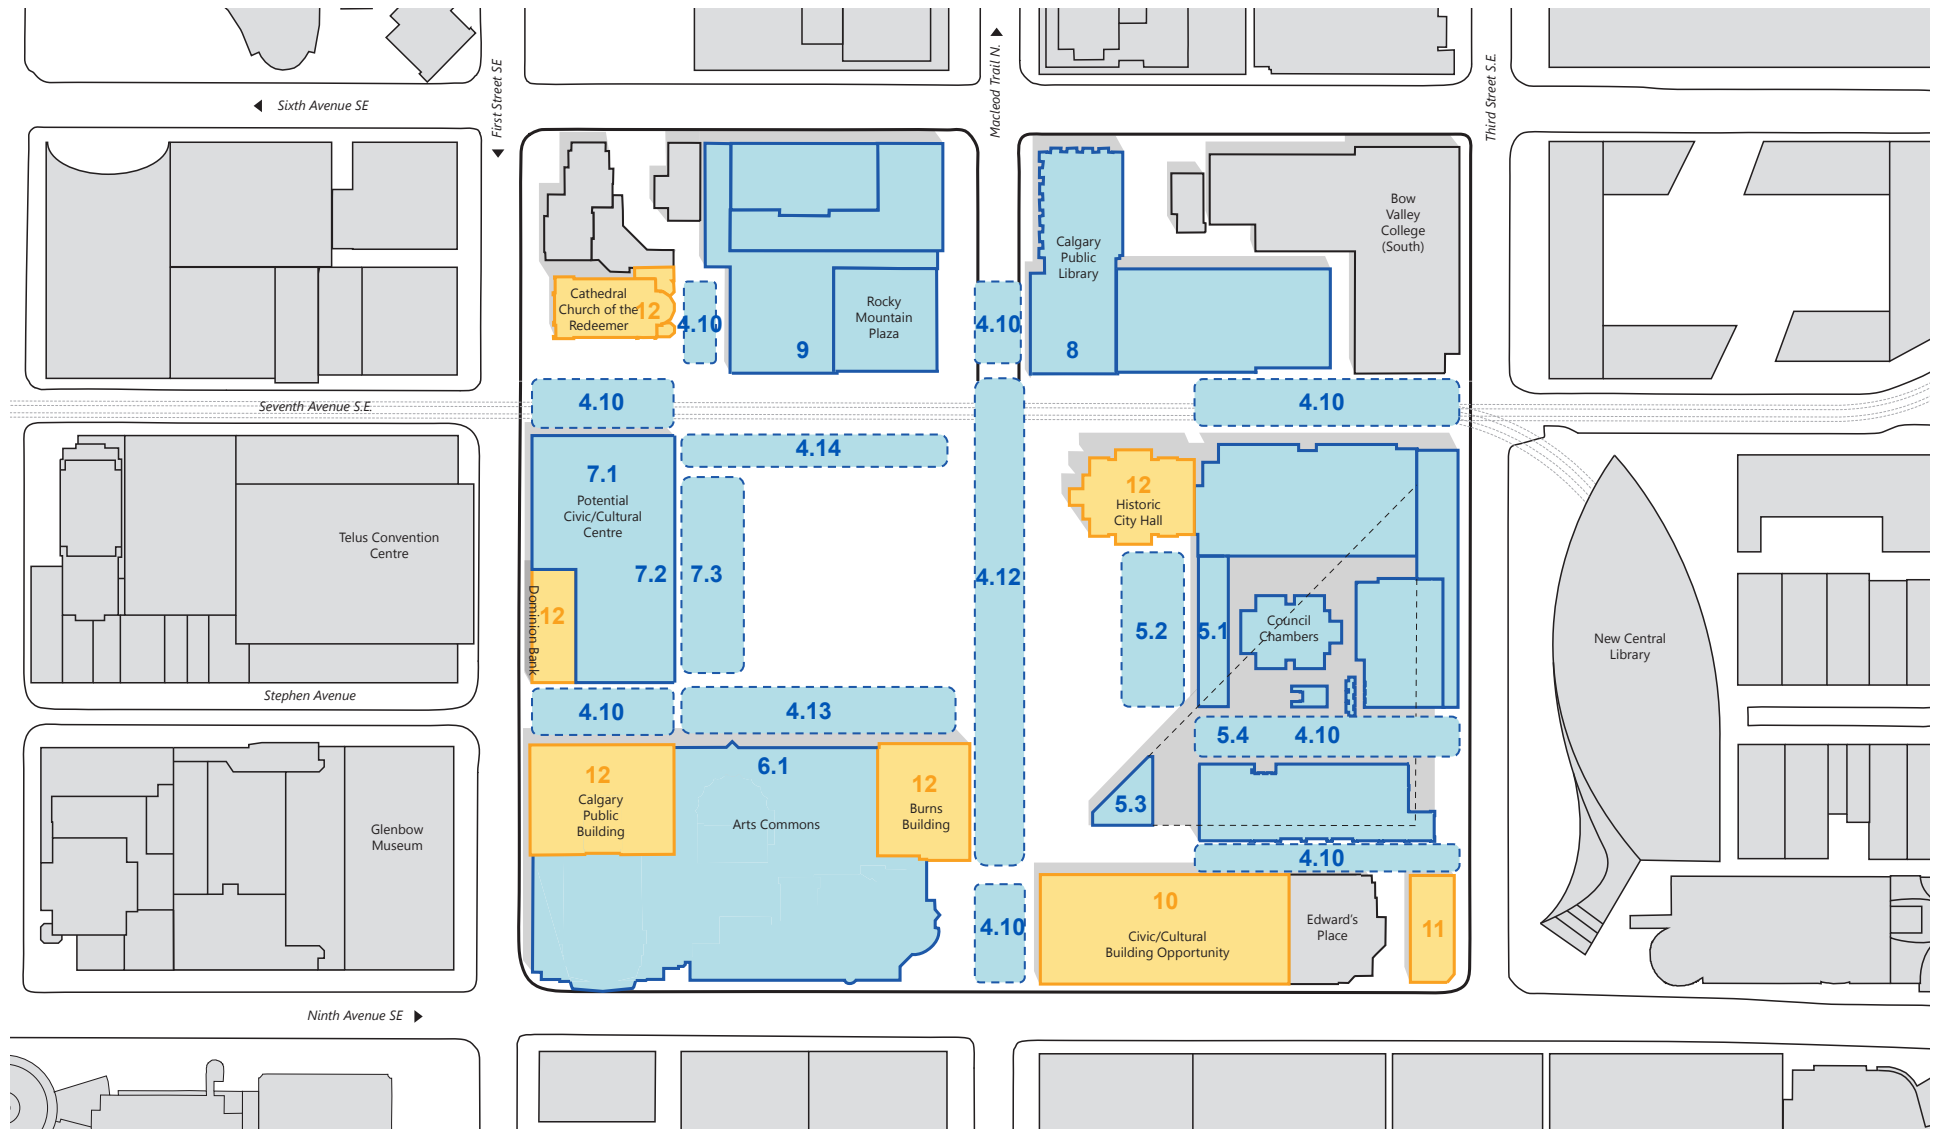 First Street SE
Macleod Trail N.
Third Street S.E.
Sixth Avenue SE
Cathedral
Church of the
Redeemer
12
4.10
9
Rocky
Mountain
Plaza
4.10
Calgary
Public
Library
8
Bow
Valley
College
(South)
Seventh Avenue S.E.
4.10
4.10
Telus Convention
Centre
7.1
Potential
Civic/Cultural
Centre
7.2
7.3
4.14
4.12
Dominion Bank
12
12
Historic
City Hall
5.2
5.1
Council
Chambers
New Central
Library
Stephen Avenue
4.10
4.13
5.4
4.10
Glenbow
Museum
12
Calgary
Public
Building
6.1
Arts Commons
12
Burns
Building
5.3
4.10
4.10
10
Civic/Cultural
Building Opportunity
Edward's
Place
11
Ninth Avenue SE